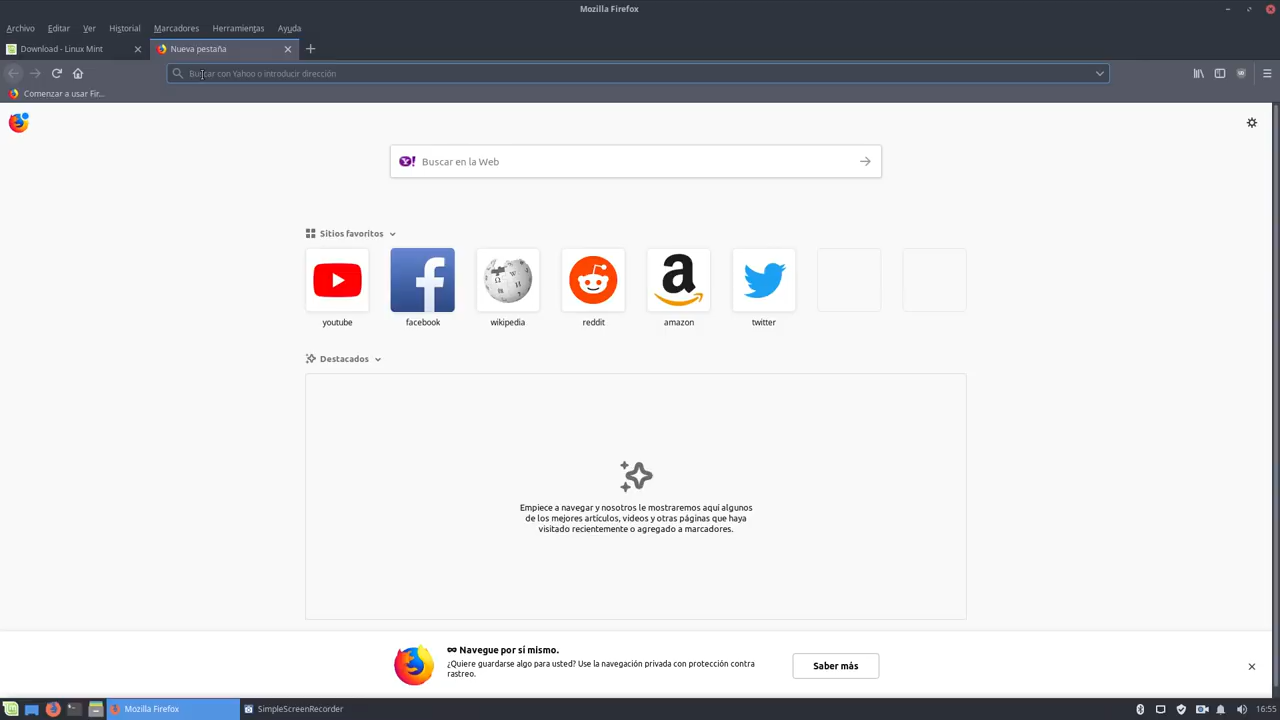 Mozilla Firefox
Archivo Editar Ver Historial Marcadores Herramientas Ayuda
Download - Linux Mint
Nueva pestaña
Buscar con Yahoo o introducir dirección
Comenzar a usar Fir...
Buscar en la Web
Sitios favoritos
youtube facebook wikipedia reddit amazon twitter
Destacados
Empiece a navegar y nosotros le mostraremos aquí algunos
de los mejores artículos, videos y otras páginas que haya
visitado recientemente o agregado a marcadores.
∞ Navegue por sí mismo.
¿Quiere guardarse algo para usted? Use la navegación privada con protección contra
rastreo.
Saber más
Mozilla Firefox
SimpleScreenRecorder
16:55